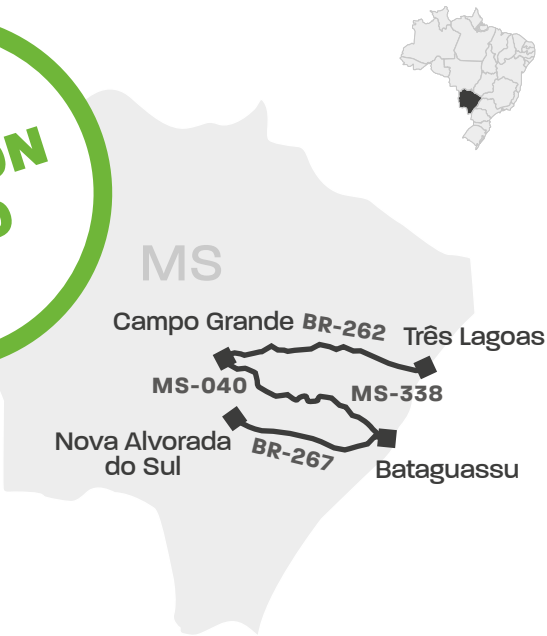 MS
Campo Grande
BR-262
Três Lagoas
MS-040
MS-338
Nova Alvorada
do Sul
BR-267
Bataguassu